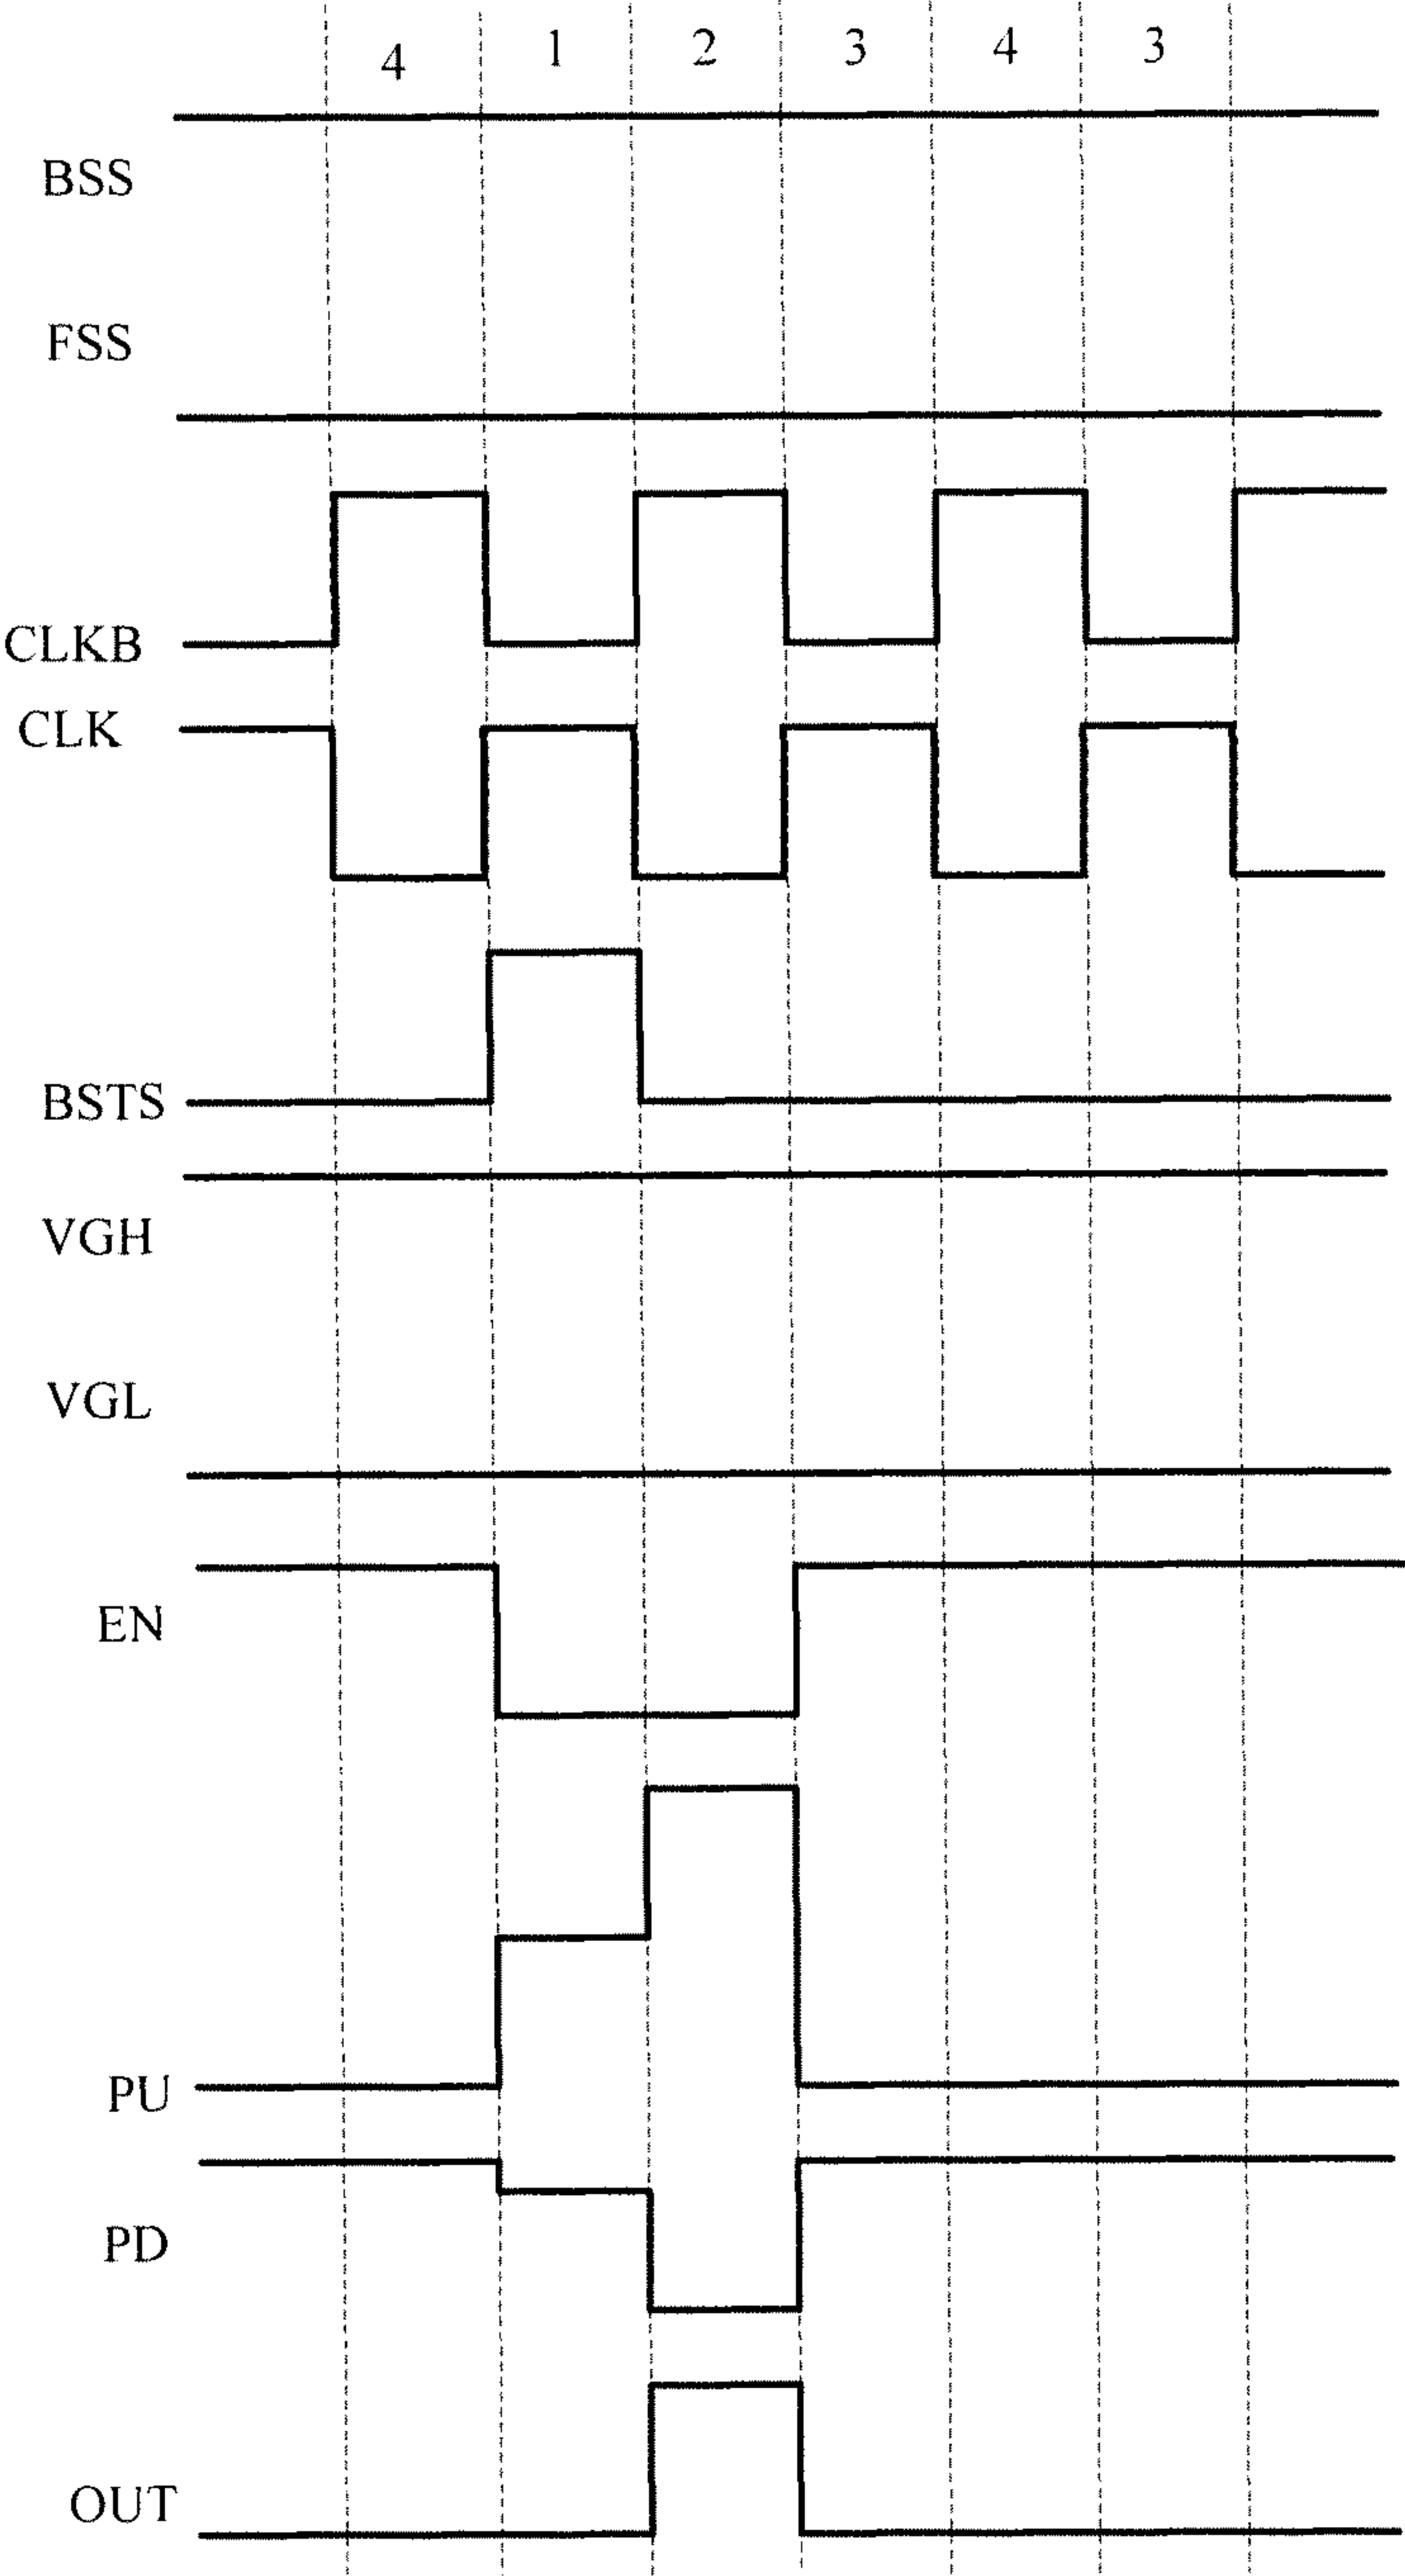 4 1 2 3 4 3
BSS
FSS
CLKB
CLK
BSTS
VGH
VGL
EN
PU
PD
OUT